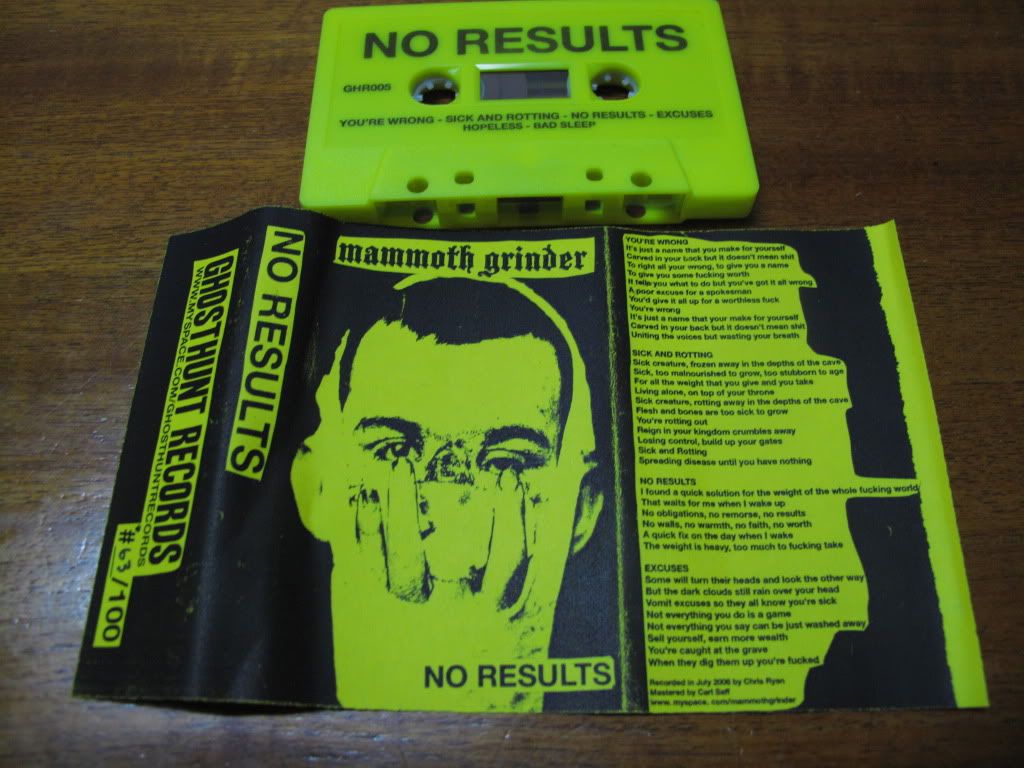 NO RESULTS
GHR005
YOU'RE WRONG - SICK AND ROTTING - NO RESULTS - EXCUSES
HOPELESS - BAD SLEEP
NO RESULTS
GHOSTHUNT RECORDS
WWW.MYSPACE.COM/GHOSTHUNTRECORDS
#63/100
mammoth grinder
NO RESULTS
YOU'RE WRONG
It's just a name that you make for yourself
Carved in your back but it doesn't mean shit
To right all your wrong, to give you a name
To give you some fucking worth
It tells you what to do but you've got it all wrong
A poor excuse for a spokesman
You'd give it all up for a worthless fuck
You're wrong
It's just a name that your make for yourself
Carved in your back but it doesn't mean shit
Uniting the voices but wasting your breath
SICK AND ROTTING
Sick creature, frozen away in the depths of the cave
Sick, too malnourished to grow, too stubborn to age
For all the weight that you give and you take
Living alone, on top of your throne
Sick creature, rotting away in the depths of the cave
Flesh and bones are too sick to grow
You're rotting out
Reign in your kingdom crumbles away
Losing control, build up your gates
Sick and Rotting
Spreading disease until you have nothing
NO RESULTS
I found a quick solution for the weight of the whole fucking world
That waits for me when I wake up
No obligations, no remorse, no results
No walls, no warmth, no faith, no worth
A quick fix on the day when I wake
The weight is heavy, too much to fucking take
EXCUSES
Some will turn their heads and look the other way
But the dark clouds still rain over your head
Vomit excuses so they all know you're sick
Not everything you do is a game
Not everything you say can be just washed away
Sell yourself, earn more wealth
You're caught at the grave
When they dig them up you're fucked
Recorded in July 2008 by Chris Ryan
Mastered by Carl Saff
www. myspace. com/mammothgrinder